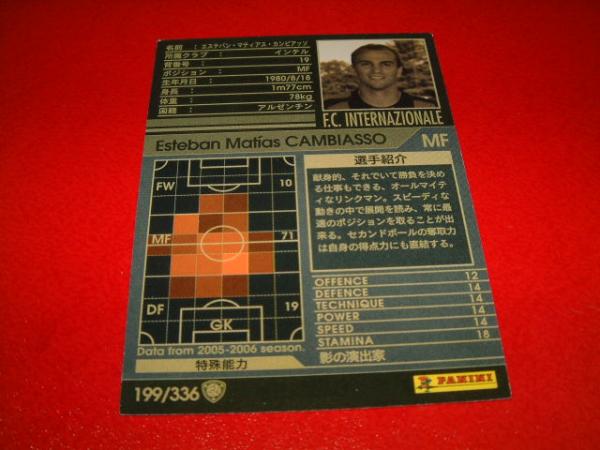 名前 : エステバン・マティアス・カンビアッソ
所属クラブ : インテル
背番号 : 19
ポジション : MF
生年月日 : 1980/8/18
身長 : 1m77cm
体重 : 78kg
国籍 : アルゼンチン
F.C. INTERNAZIONALE
Esteban Matías CAMBIASSO MF
FW 10
MF 71
DF 19
GK
Data from 2005-2006 season.
選手紹介
献身的、それでいて勝負を決め
る仕事もできる、オールマイテ
ィなリンクマン。スピーディな
動きの中で展開を読み、常に最
適のポジションを取ることが出
来る。セカンドボールの奪取力
は自身の得点力にも直結する。
OFFENCE 12
DEFENCE 14
TECHNIQUE 14
POWER 14
SPEED 14
STAMINA 18
特殊能力 影の演出家
199/336
PANINI